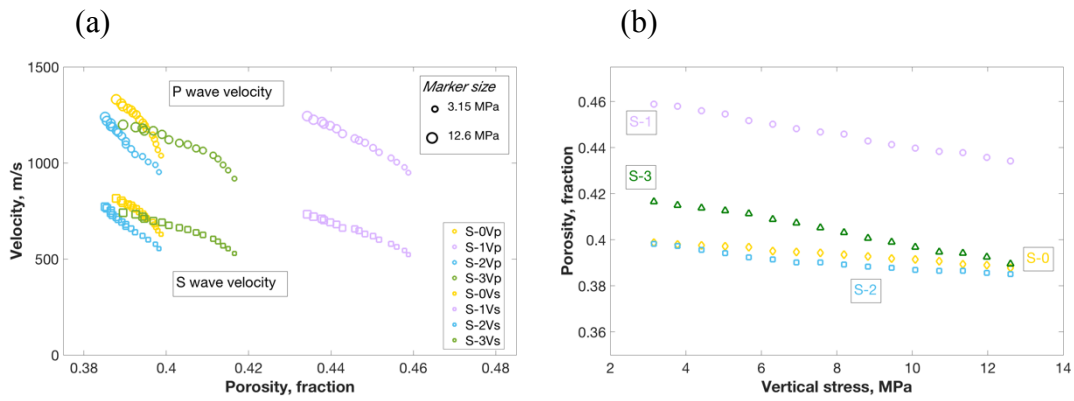 (a)
1500
1000
500
0
Velocity, m/s
P wave velocity
S wave velocity
Marker size
3.15 MPa
12.6 MPa
S-0Vp
S-1Vp
S-2Vp
S-3Vp
S-0Vs
S-1Vs
S-2Vs
S-3Vs
0.38 0.4 0.42 0.44 0.46 0.48
Porosity, fraction
(b)
0.46
0.44
0.42
0.4
0.38
0.36
Porosity, fraction
S-1
S-3
S-0
S-2
2 4 6 8 10 12 14
Vertical stress, MPa